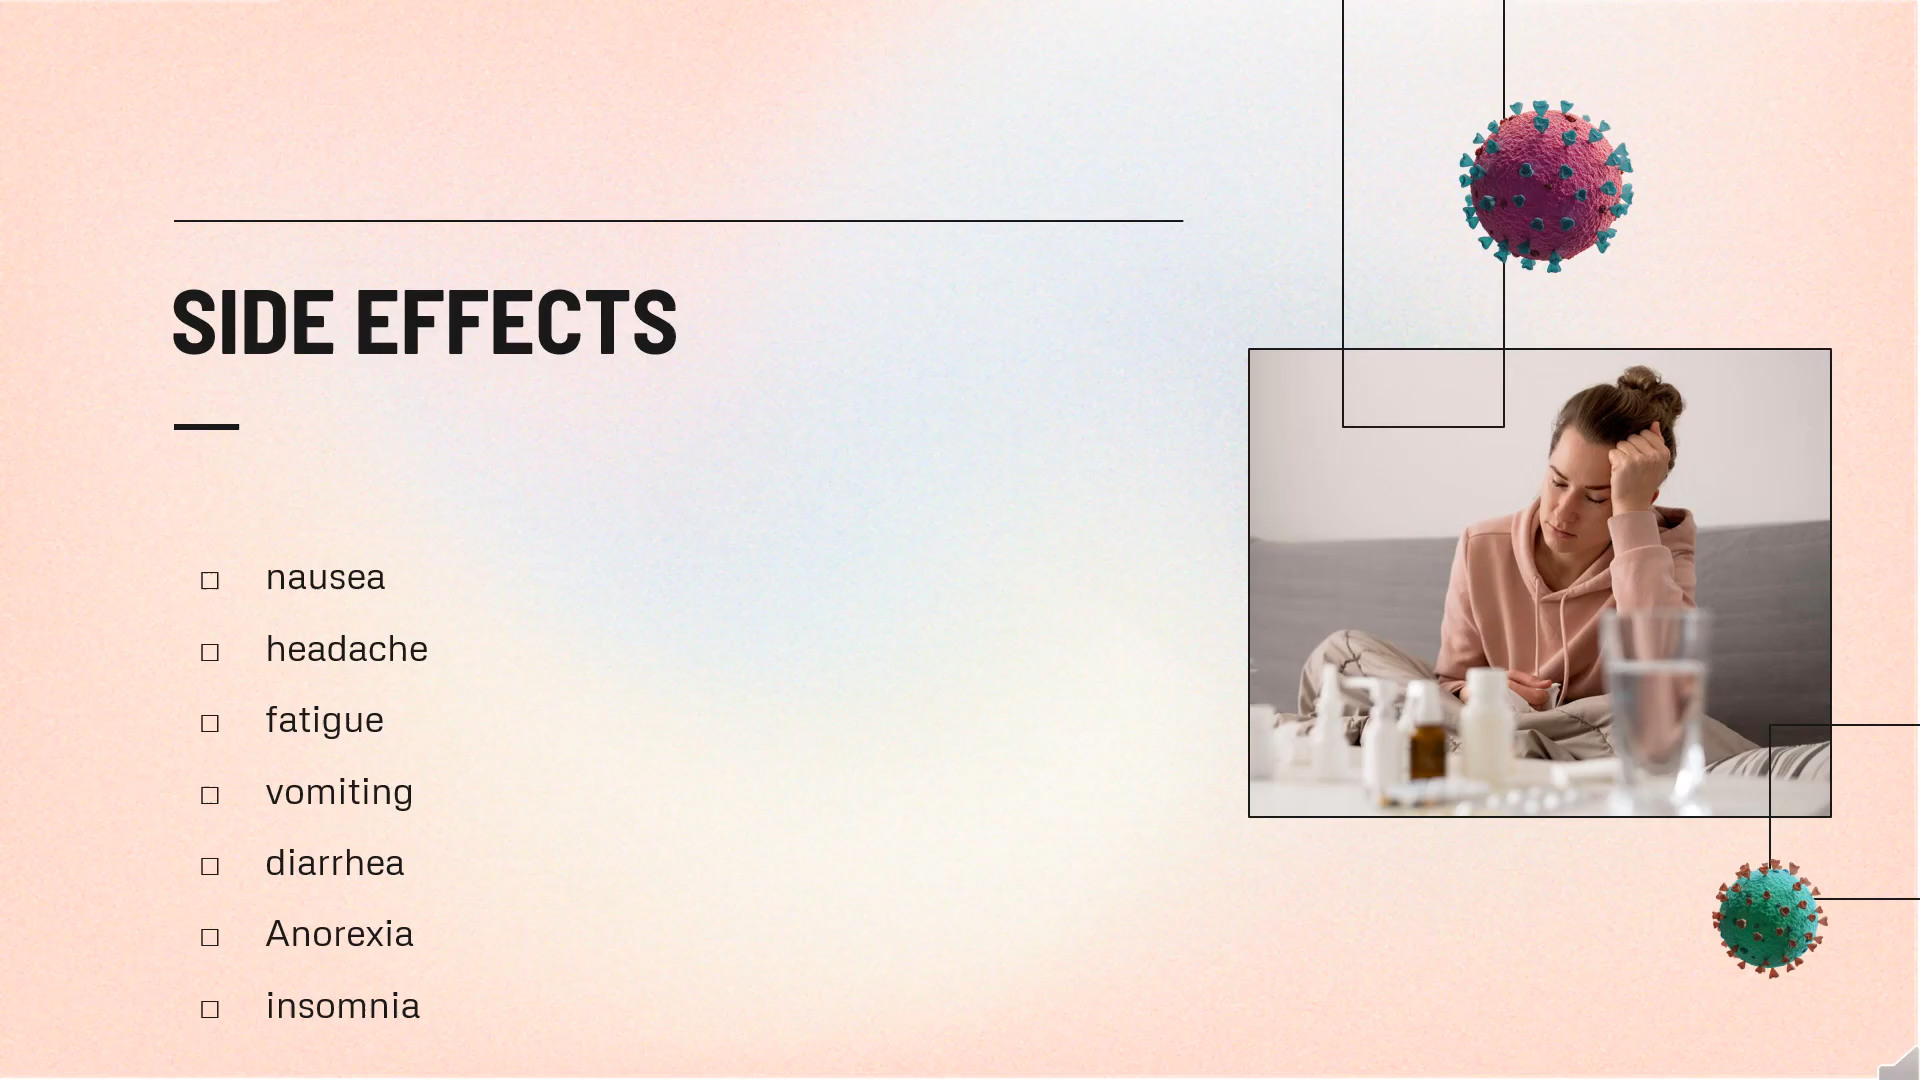 SIDE EFFECTS
nausea
headache
fatigue
vomiting
diarrhea
Anorexia
insomnia